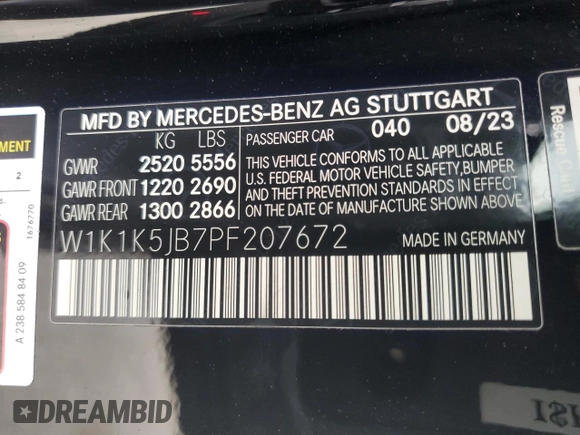 MFD BY MERCEDES-BENZ AG STUTTGART
KG LBS
GVWR 2520 5556
GAWR FRONT 1220 2690
GAWR REAR 1300 2866
PASSENGER CAR 040 08/23
THIS VEHICLE CONFORMS TO ALL APPLICABLE
U.S. FEDERAL MOTOR VEHICLE SAFETY,BUMPER
AND THEFT PREVENTION STANDARDS IN EFFECT
ON THE DATE OF MANUFACTURE SHOWN ABOVE.
W1K1K5JB7PF207672
MADE IN GERMANY
2
1676770
A 238 584 84 09
DREAMBID